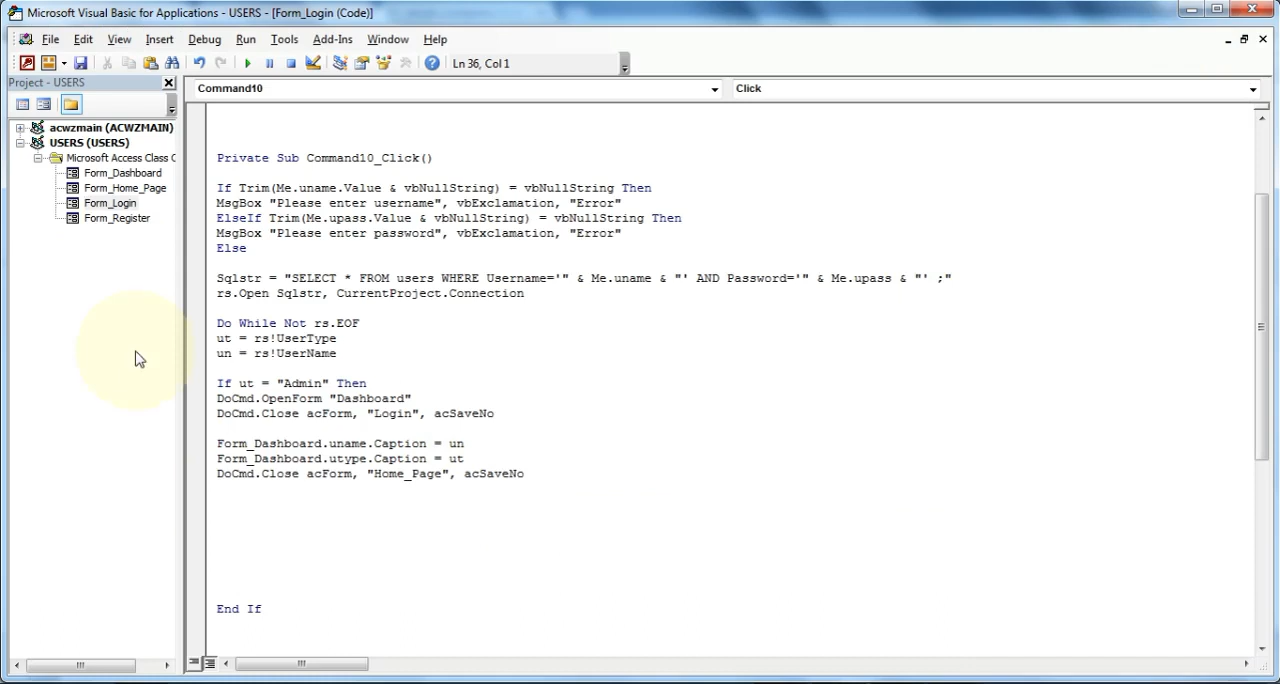 Microsoft Visual Basic for Applications - USERS - [Form_Login (Code)]
File Edit View Insert Debug Run Tools Add-Ins Window Help
Ln 36, Col 1
Project - USERS
Command10
Click
acwzmain (ACWZMAIN)
USERS (USERS)
Microsoft Access Class C
Form_Dashboard
Form_Home_Page
Form_Login
Form_Register
Private Sub Command10_Click()
If Trim(Me.uname.Value & vbNullString) = vbNullString Then
MsgBox "Please enter username", vbExclamation, "Error"
ElseIf Trim(Me.upass.Value & vbNullString) = vbNullString Then
MsgBox "Please enter password", vbExclamation, "Error"
Else
Sqlstr = "SELECT * FROM users WHERE Username='" & Me.uname & "' AND Password='" & Me.upass & "' ;"
rs.Open Sqlstr, CurrentProject.Connection
Do While Not rs.EOF
ut = rs!UserType
un = rs!UserName
If ut = "Admin" Then
DoCmd.OpenForm "Dashboard"
DoCmd.Close acForm, "Login", acSaveNo
Form_Dashboard.uname.Caption = un
Form_Dashboard.utype.Caption = ut
DoCmd.Close acForm, "Home_Page", acSaveNo
End If